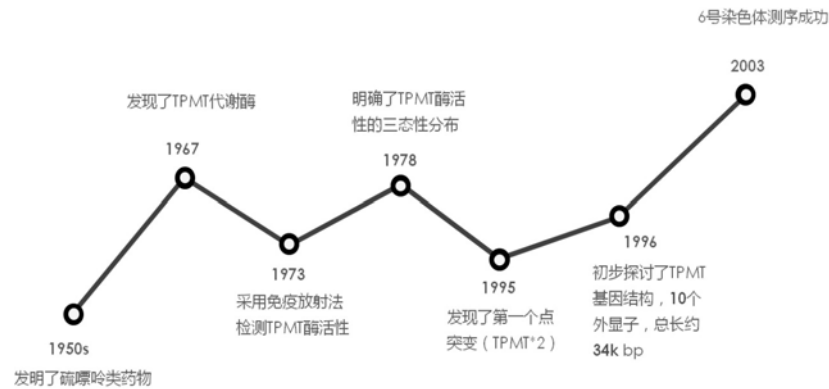 1950s
发明了硫嘌呤类药物
发现了TPMT代谢酶
1967
1973
采用免疫放射法
检测TPMT酶活性
明确了TPMT酶活
性的三态性分布
1978
1995
发现了第一个点
突变（TPMT*2）
1996
初步探讨了TPMT
基因结构，10个
外显子，总长约
34k bp
6号染色体测序成功
2003